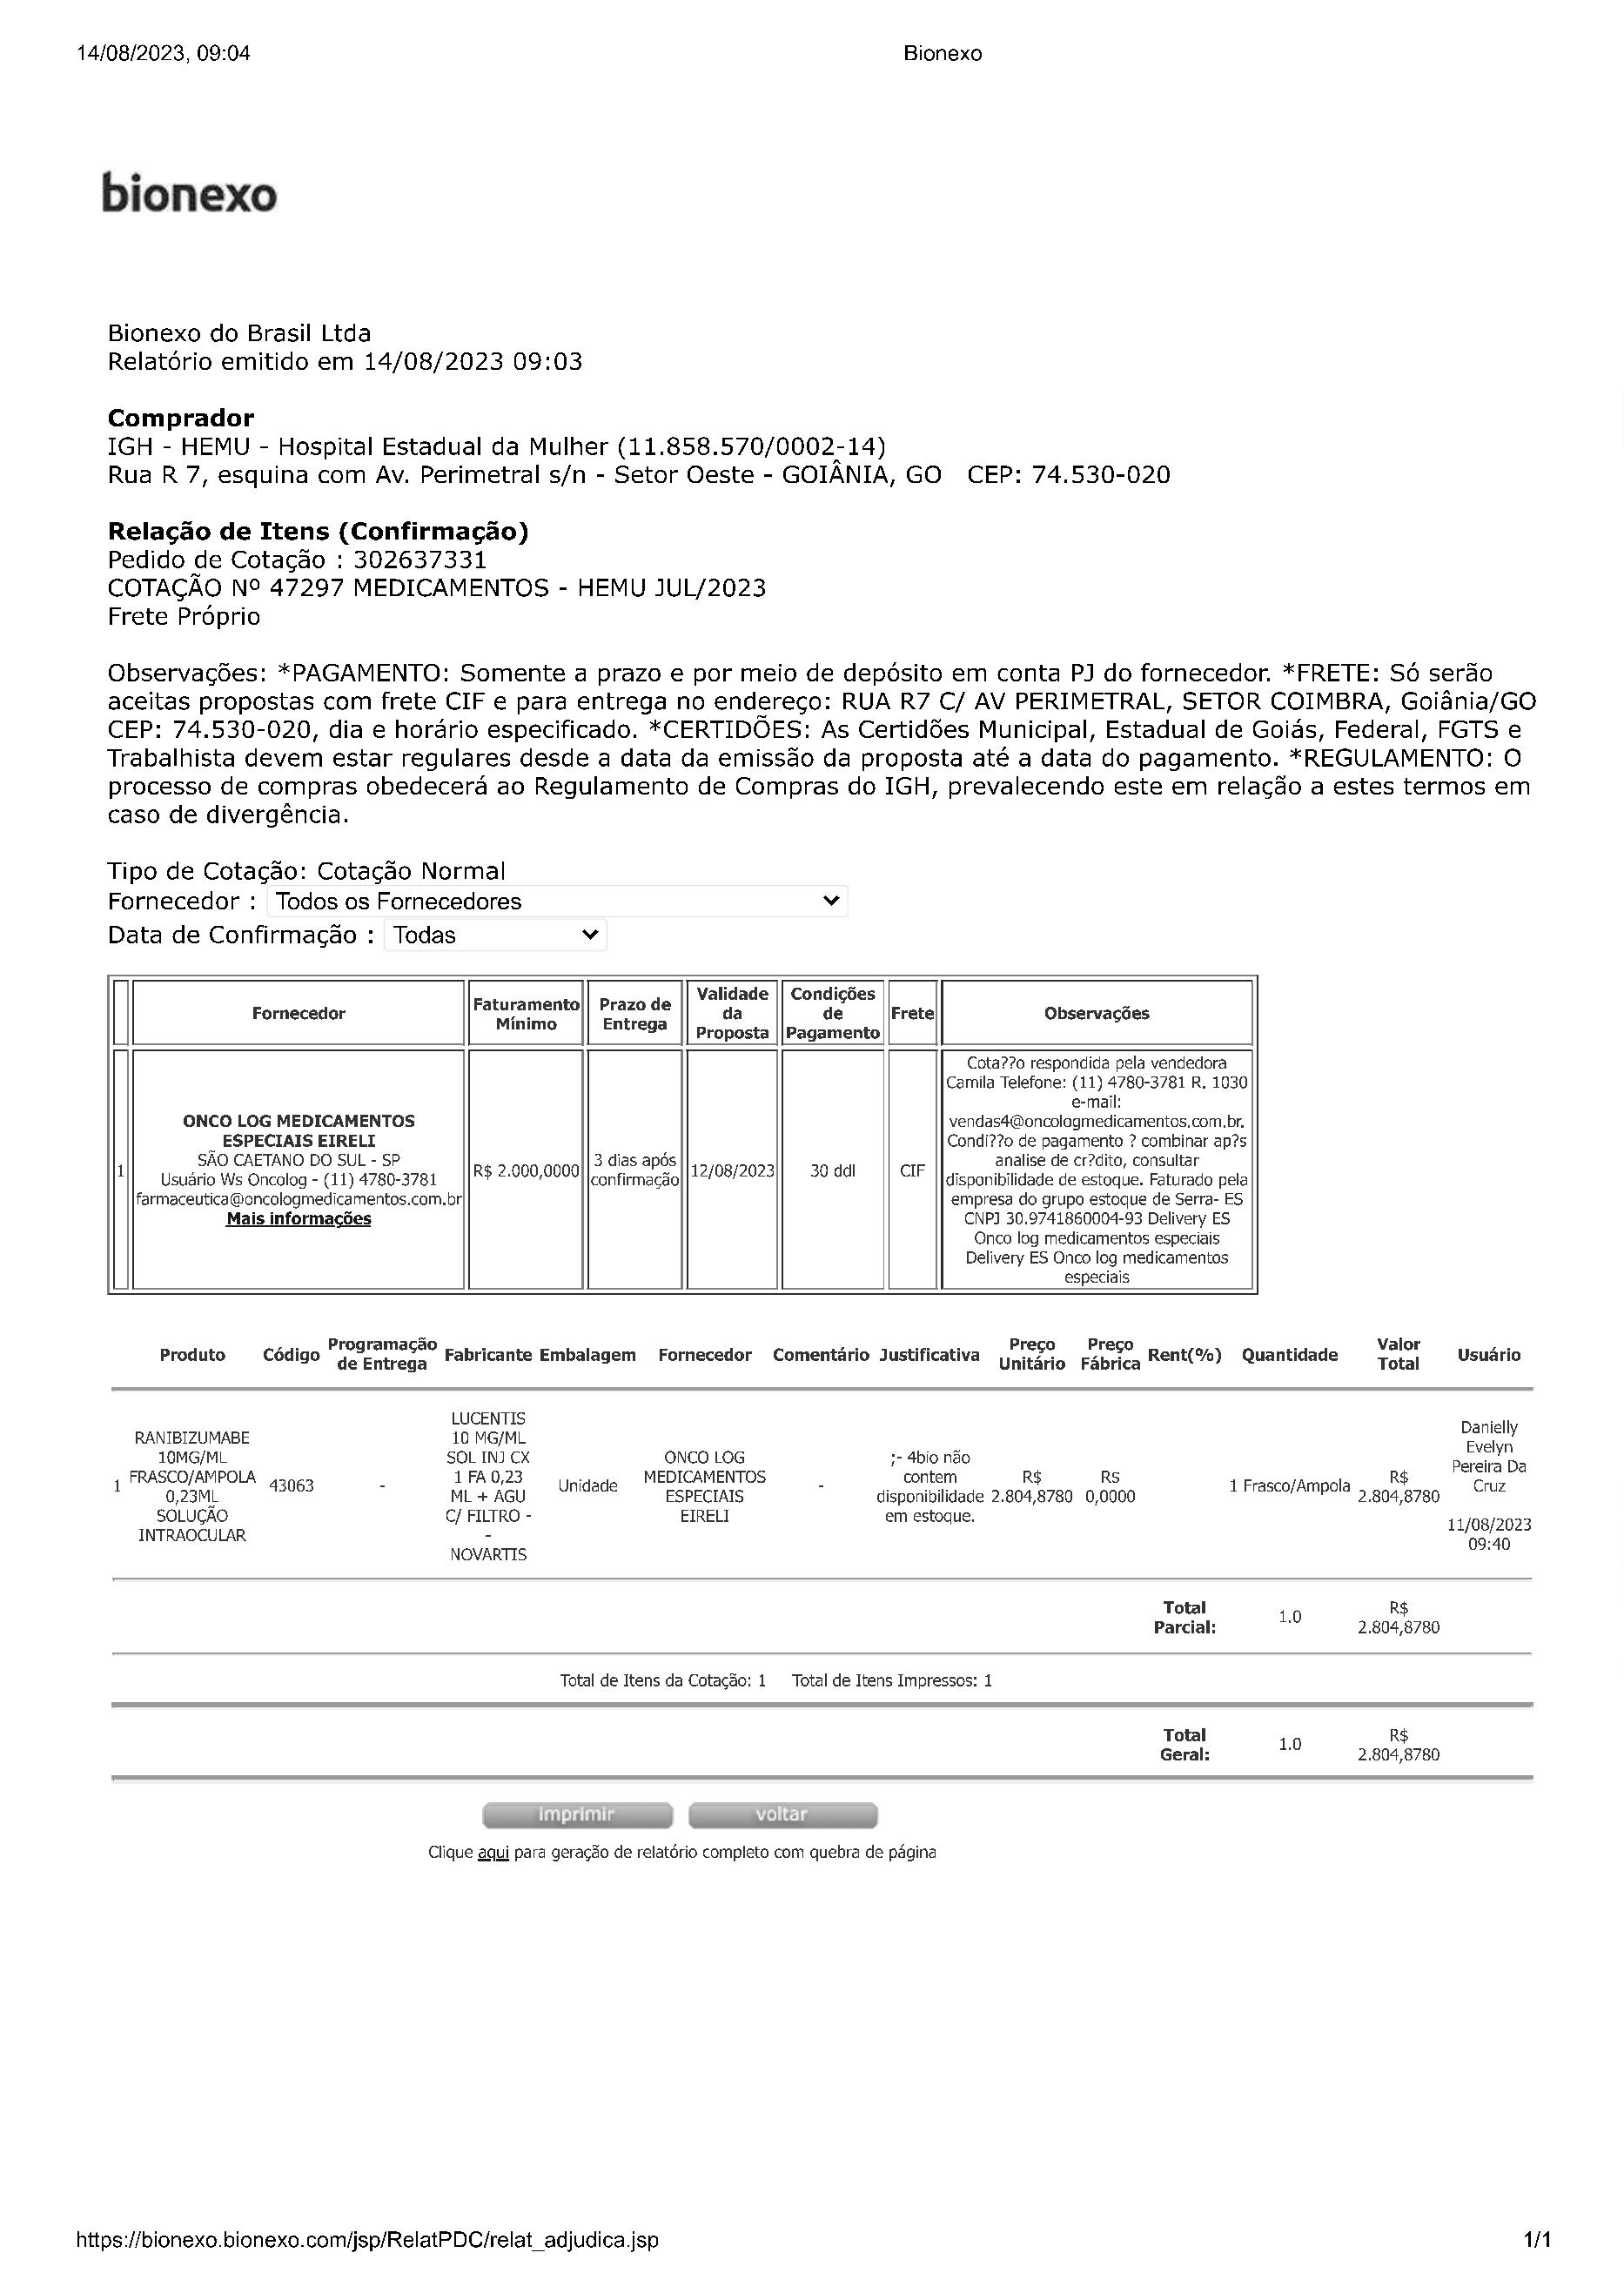 14/08/2023, 09:04
Bionexo
bionexo
Bionexo do Brasil Ltda
Relatório emitido em 14/08/2023 09:03
Comprador
IGH - HEMU - Hospital Estadual da Mulher (11.858.570/0002-14)
Rua R 7, esquina com Av. Perimetral s/n - Setor Oeste - GOIÂNIA, GO CEP: 74.530-020
Relação de Itens (Confirmação)
Pedido de Cotação : 302637331
COTAÇÃO Nº 47297 MEDICAMENTOS - HEMU JUL/2023
Frete Próprio
Observações: *PAGAMENTO: Somente a prazo e por meio de depósito em conta PJ do fornecedor. *FRETE: Só serão
aceitas propostas com frete CIF e para entrega no endereço: RUA R7 C/ AV PERIMETRAL, SETOR COIMBRA, Goiânia/GO
CEP: 74.530-020, dia e horário especificado. *CERTIDÕES: As Certidões Municipal, Estadual de Goiás, Federal, FGTS e
Trabalhista devem estar regulares desde a data da emissão da proposta até a data do pagamento. *REGULAMENTO: O
processo de compras obedecerá ao Regulamento de Compras do IGH, prevalecendo este em relação a estes termos em
caso de divergência.
Tipo de Cotação: Cotação Normal
Fornecedor : Todos os Fornecedores
Data de Confirmação : Todas
Fornecedor
Faturamento
Mínimo
Prazo de
Entrega
Validade
da
Proposta
Condições
de
Pagamento
Frete
Observações
1
ONCO LOG MEDICAMENTOS
ESPECIAIS EIRELI
SÃO CAETANO DO SUL - SP
Usuário Ws Oncolog - (11) 4780-3781
farmaceutica@oncologmedicamentos.com.br
Mais informações
R$ 2.000,0000
3 dias após
confirmação
12/08/2023
30 ddl
CIF
Cota??o respondida pela vendedora
Camila Telefone: (11) 4780-3781 R. 1030
e-mail:
vendas4@oncologmedicamentos.com.br.
Condi??o de pagamento ? combinar ap?s
analise de cr?dito, consultar
disponibilidade de estoque. Faturado pela
empresa do grupo estoque de Serra- ES
CNPJ 30.9741860004-93 Delivery ES
Onco log medicamentos especiais
Delivery ES Onco log medicamentos
especiais
Produto
Código
Programação
de Entrega
Fabricante
Embalagem
Fornecedor
Comentário
Justificativa
Preço
Unitário
Preço
Fábrica
Rent(%)
Quantidade
Valor
Total
Usuário
1
RANIBIZUMABE
10MG/ML
FRASCO/AMPOLA
0,23ML
SOLUÇÃO
INTRAOCULAR
43063
-
LUCENTIS
10 MG/ML
SOL INJ CX
1 FA 0,23
ML + AGU
C/ FILTRO -
-
NOVARTIS
Unidade
ONCO LOG
MEDICAMENTOS
ESPECIAIS
EIRELI
-
;- 4bio não
contem
disponibilidade
em estoque.
R$
2.804,8780
R$
0,0000
1 Frasco/Ampola
R$
2.804,8780
Danielly
Evelyn
Pereira Da
Cruz
11/08/2023
09:40
Total
Parcial:
1.0
R$
2.804,8780
Total de Itens da Cotação: 1 Total de Itens Impressos: 1
Total
Geral:
1.0
R$
2.804,8780
imprimir
voltar
Clique aqui para geração de relatório completo com quebra de página
https://bionexo.bionexo.com/jsp/RelatPDC/relat_adjudica.jsp
1/1